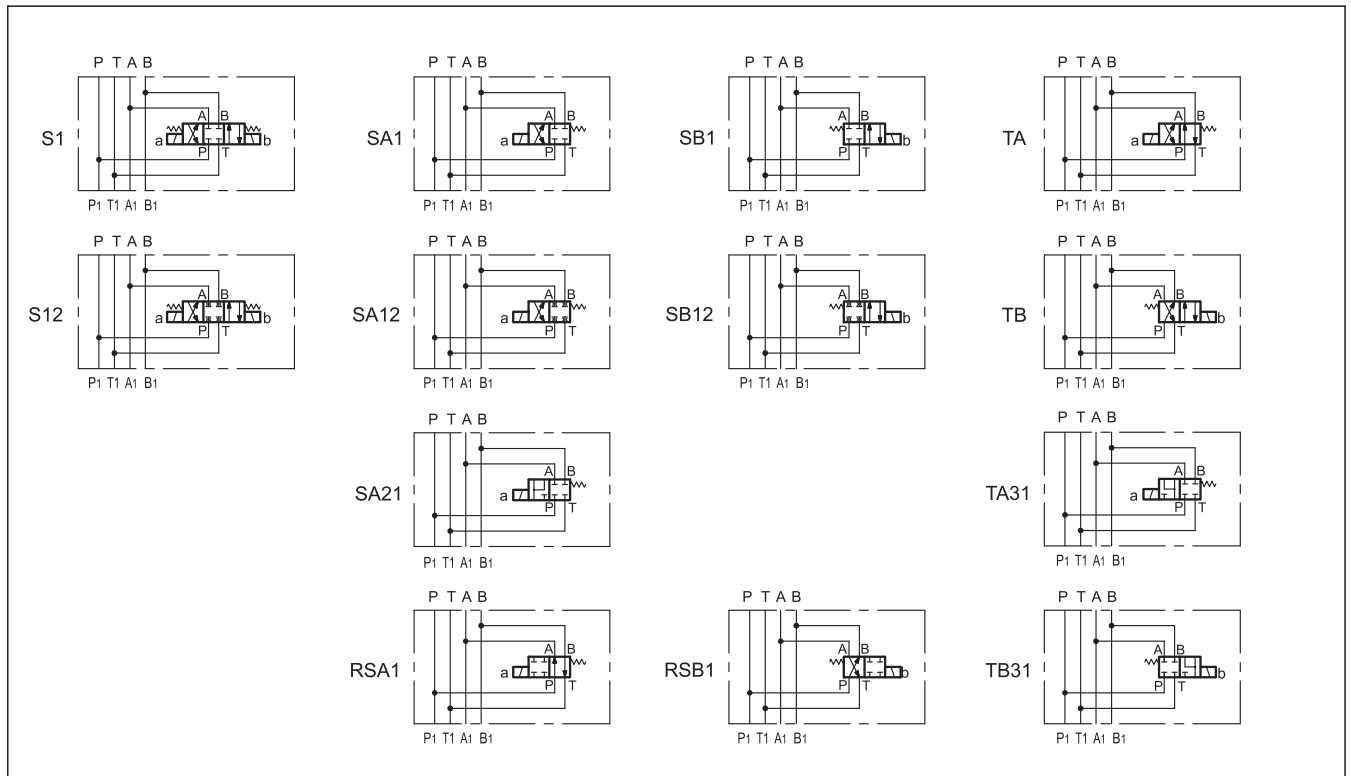 P T A B
A B
S1 a b
P T
P1 T1 A1 B1
P T A B
A B
SA1 a
P T
P1 T1 A1 B1
P T A B
A B
SB1 b
P T
P1 T1 A1 B1
P T A B
A B
TA a
P T
P1 T1 A1 B1
P T A B
A B
S12 a b
P T
P1 T1 A1 B1
P T A B
A B
SA12 a
P T
P1 T1 A1 B1
P T A B
A B
SB12 b
P T
P1 T1 A1 B1
P T A B
A B
TB b
P T
P1 T1 A1 B1
P T A B
A B
SA21 a
P T
P1 T1 A1 B1
P T A B
A B
TA31 a
P T
P1 T1 A1 B1
P T A B
A B
RSA1 a
P T
P1 T1 A1 B1
P T A B
A B
RSB1 b
P T
P1 T1 A1 B1
P T A B
A B
TB31 b
P T
P1 T1 A1 B1